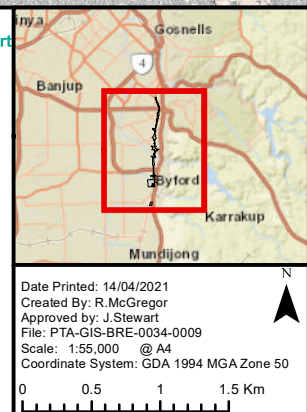 Gosnells
rt
4
Banjup
Byford
Karrakup
Mundijong
N
Date Printed: 14/04/2021
Created By: R.McGregor
Approved by: J.Stewart
File: PTA-GIS-BRE-0034-0009
Scale: 1:55,000 @ A4
Coordinate System: GDA 1994 MGA Zone 50
0 0.5 1 1.5 Km